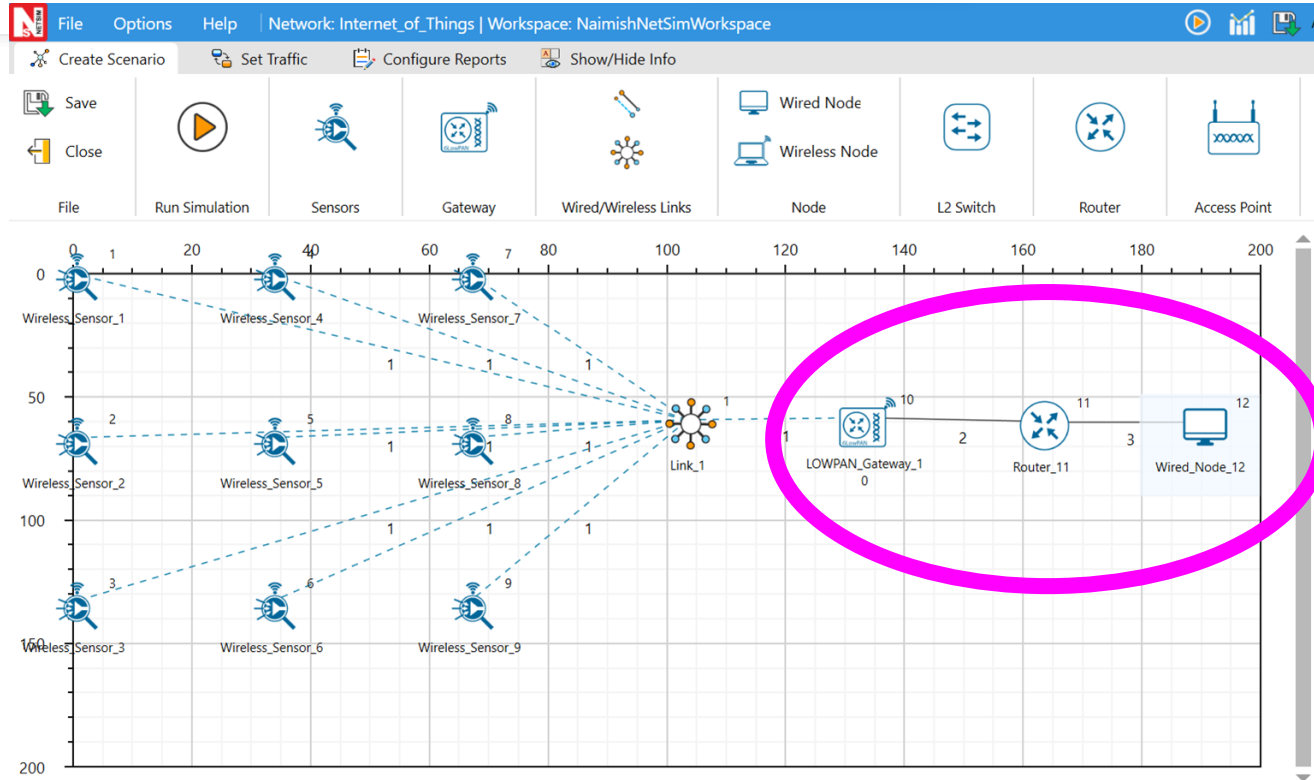 NETSIM File Options Help Network: Internet_of_Things | Workspace: NaimishNetSimWorkspace
Create Scenario Set Traffic Configure Reports Show/Hide Info
Save
Close
6LowPAN
Wired Node
Wireless Node
File Run Simulation Sensors Gateway Wired/Wireless Links Node L2 Switch Router Access Point
0 20 40 60 80 100 120 140 160 180 200
1 4 7
0
Wireless_Sensor_1 Wireless_Sensor_4 Wireless_Sensor_7
1 1 1
50
2 5 8 1 10 11 12
6LowPAN
1 1 1 2 3
Link_1 LOWPAN_Gateway_1 Router_11 Wired_Node_12
0
Wireless_Sensor_2 Wireless_Sensor_5 Wireless_Sensor_8
100
1 1 1
3 6 9
150
Wireless_Sensor_3 Wireless_Sensor_6 Wireless_Sensor_9
200